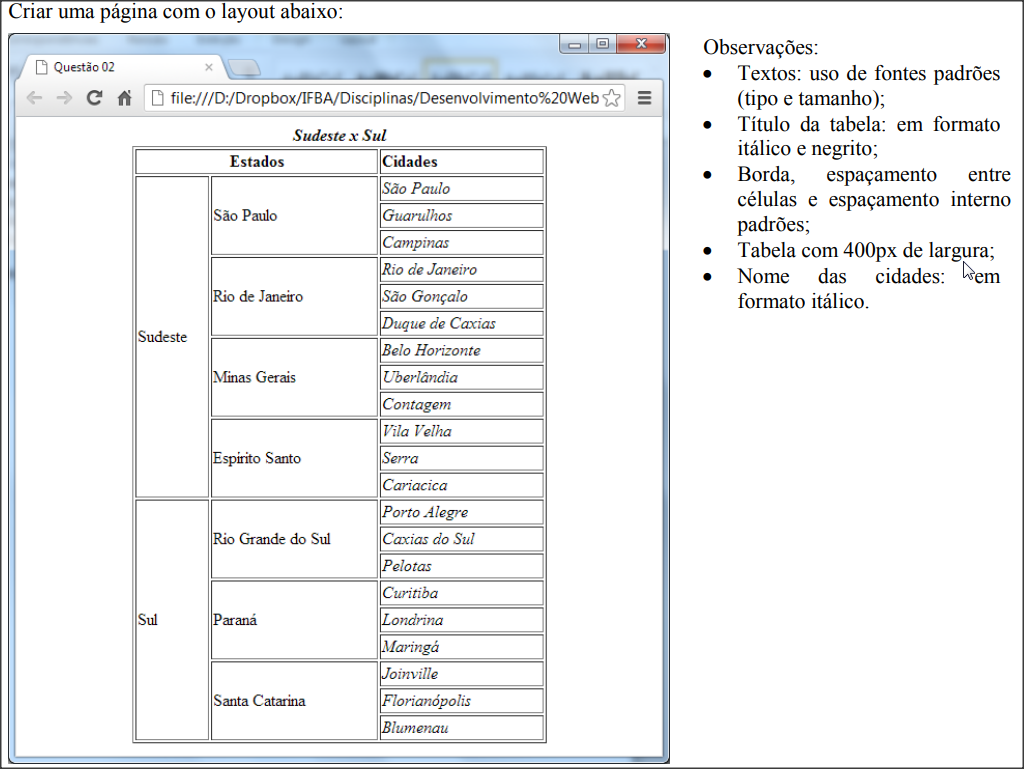 Criar uma página com o layout abaixo:
Questão 02
file:///D:/Dropbox/IFBA/Disciplinas/Desenvolvimento%20Web
Sudeste x Sul
Estados Cidades
Sudeste
São Paulo
São Paulo
Guarulhos
Campinas
Rio de Janeiro
Rio de Janeiro
São Gonçalo
Duque de Caxias
Minas Gerais
Belo Horizonte
Uberlândia
Contagem
Espírito Santo
Vila Velha
Serra
Cariacica
Sul
Rio Grande do Sul
Porto Alegre
Caxias do Sul
Pelotas
Paraná
Curitiba
Londrina
Maringá
Santa Catarina
Joinville
Florianópolis
Blumenau
Observações:
• Textos: uso de fontes padrões
(tipo e tamanho);
• Título da tabela: em formato
itálico e negrito;
• Borda, espaçamento entre
células e espaçamento interno
padrões;
• Tabela com 400px de largura;
• Nome das cidades: em
formato itálico.